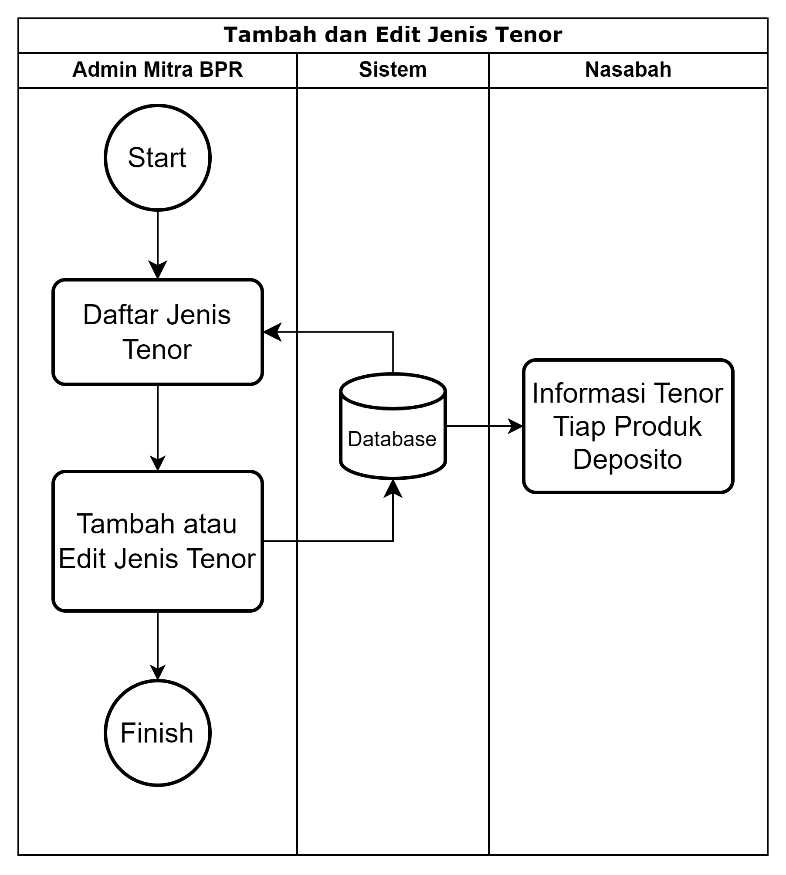 Tambah dan Edit Jenis Tenor
Admin Mitra BPR
Sistem
Nasabah
Start
Daftar Jenis
Tenor
Database
Informasi Tenor
Tiap Produk
Deposito
Tambah atau
Edit Jenis Tenor
Finish